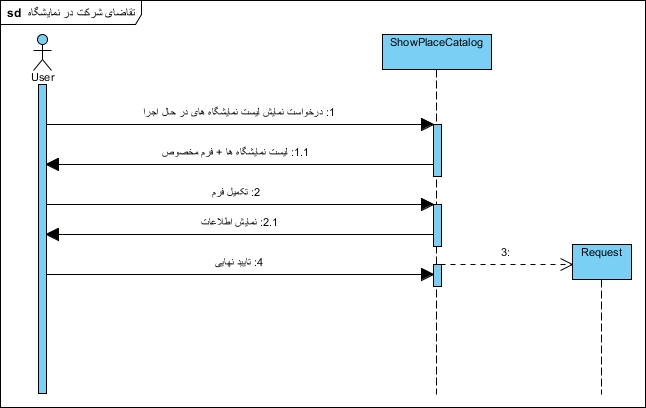 sd تقاضای شرکت در نمایشگاه
User
ShowPlaceCatalog
1: درخواست نمایش لیست نمایشگاه های در حال اجرا
1.1: لیست نمایشگاه ها + فرم مخصوص
2: تکمیل فرم
2.1: نمایش اطلاعات
3:
Request
4: تایید نهایی